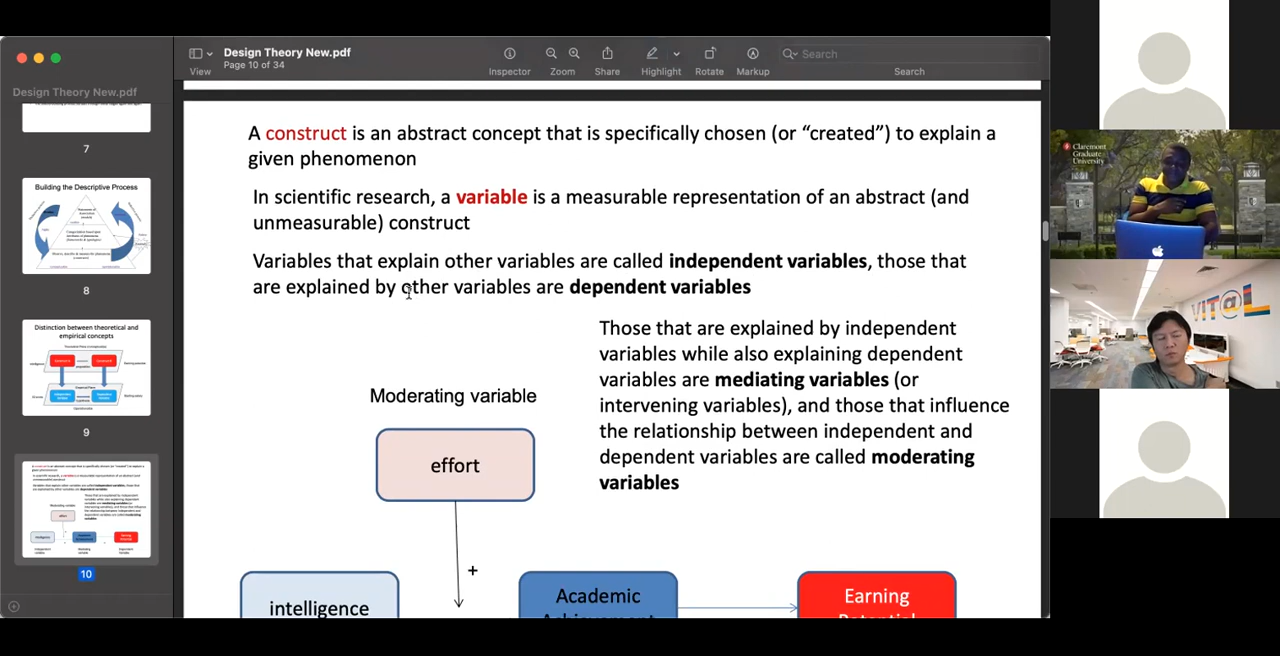 Design Theory New.pdf
Page 10 of 34
View
Inspector
Zoom
Share
Highlight
Rotate
Markup
Search
Search
Design Theory New.pdf
7
Building the Descriptive Process
8
Distinction between theoretical and
empirical concepts
9
10
A construct is an abstract concept that is specifically chosen (or “created”) to explain a
given phenomenon
In scientific research, a variable is a measurable representation of an abstract (and
unmeasurable) construct
Variables that explain other variables are called independent variables, those that
are explained by other variables are dependent variables
Those that are explained by independent
variables while also explaining dependent
variables are mediating variables (or
intervening variables), and those that influence
the relationship between independent and
dependent variables are called moderating
variables
Moderating variable
effort
+
intelligence
Academic
Achievement
Earning
Potential
Claremont
Graduate
University
VIT@L